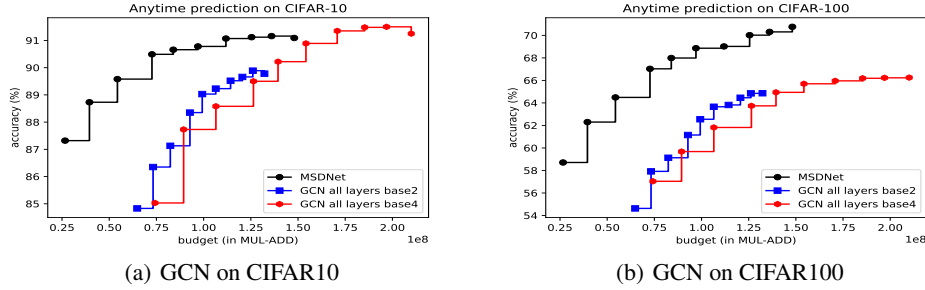 Anytime prediction on CIFAR-10
accuracy (%)
91
90
89
88
87
86
85
0.25 0.50 0.75 1.00 1.25 1.50 1.75 2.00
1e8
budget (in MUL-ADD)
MSDNet
GCN all layers base2
GCN all layers base4
(a) GCN on CIFAR10
Anytime prediction on CIFAR-100
accuracy (%)
70
68
66
64
62
60
58
56
54
0.25 0.50 0.75 1.00 1.25 1.50 1.75 2.00
1e8
budget (in MUL-ADD)
MSDNet
GCN all layers base2
GCN all layers base4
(b) GCN on CIFAR100